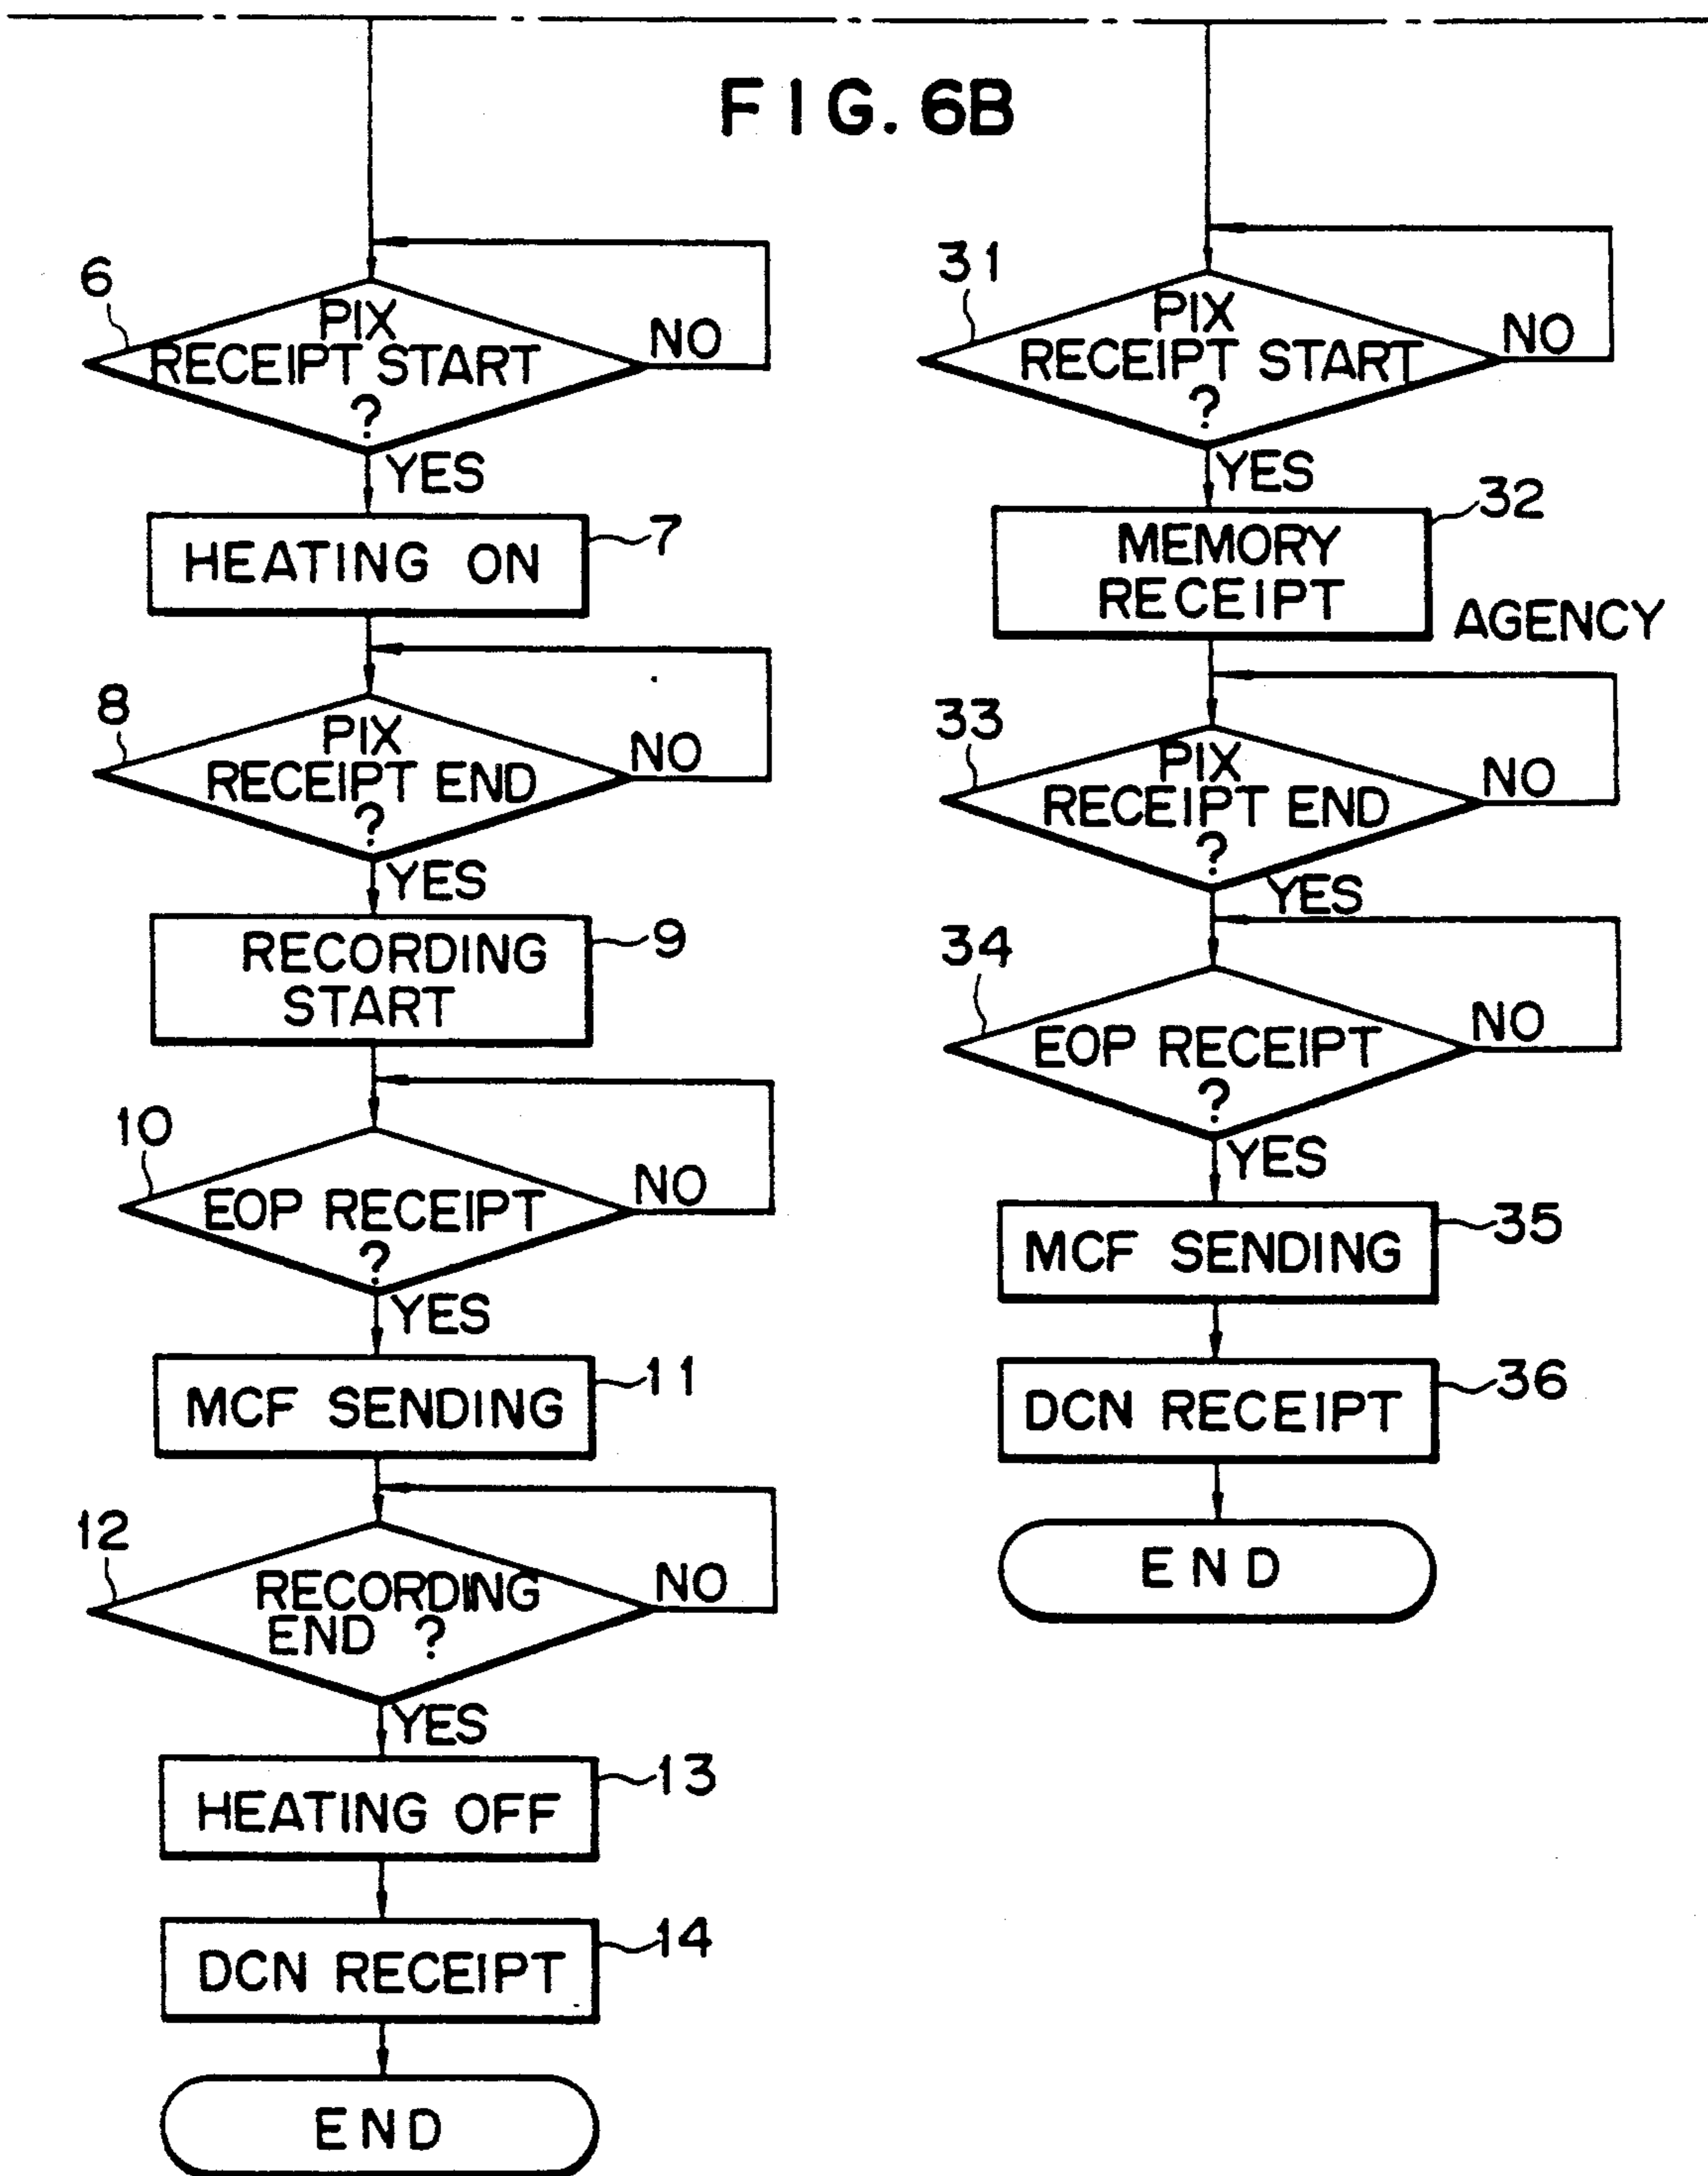 FIG. 6B
6
PIX
RECEIPT START
?
NO
YES
HEATING ON
7
8
PIX
RECEIPT END
?
NO
YES
RECORDING
START
9
10
EOP RECEIPT
?
NO
YES
MCF SENDING
11
12
RECORDING
END ?
NO
YES
HEATING OFF
13
DCN RECEIPT
14
END
31
PIX
RECEIPT START
?
NO
YES
MEMORY
RECEIPT
32
AGENCY
33
PIX
RECEIPT END
?
NO
YES
34
EOP RECEIPT
?
NO
YES
MCF SENDING
35
DCN RECEIPT
36
END